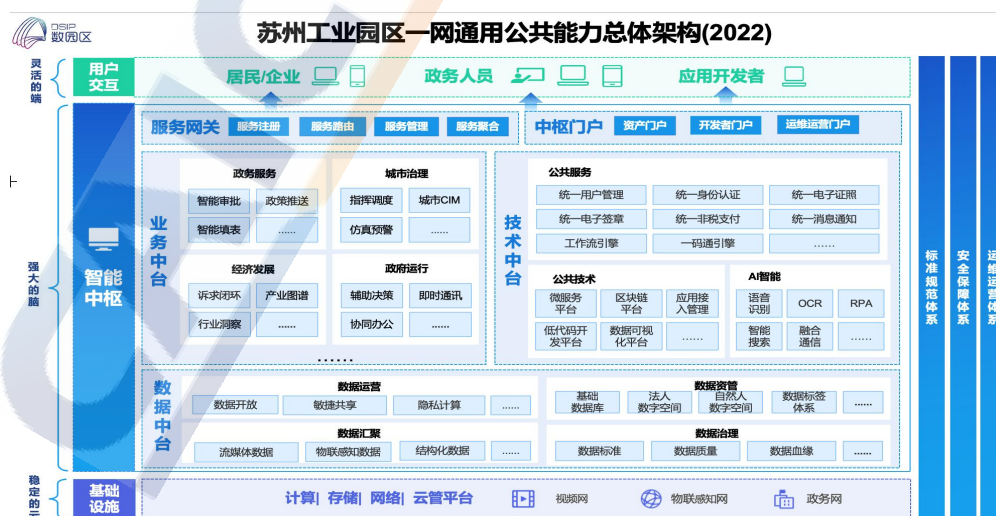 DSIP
数园区
苏州工业园区一网通用公共能力总体架构(2022)
灵活的端
用户交互
居民/企业
政务人员
应用开发者
强大的脑
智能中枢
服务网关
服务注册
服务路由
服务管理
服务聚合
中枢门户
资产门户
开发者门户
运维运营门户
业务中台
政务服务
智能审批
政策推送
智能填表
......
城市治理
指挥调度
城市CIM
仿真预警
......
经济发展
诉求闭环
产业图谱
行业洞察
......
政府运行
辅助决策
即时通讯
协同办公
......
......
技术中台
公共服务
统一用户管理
统一身份认证
统一电子证照
统一电子签章
统一非税支付
统一消息通知
工作流引擎
一码通引擎
......
公共技术
微服务平台
区块链平台
应用接入管理
低代码开发平台
数据可视化平台
......
AI智能
语音识别
OCR
RPA
智能搜索
融合通信
......
数据中台
数据运营
数据开放
敏捷共享
隐私计算
......
数据资管
基础数据库
法人数字空间
自然人数字空间
数据标签体系
......
数据汇聚
流媒体数据
物联感知数据
结构化数据
......
数据治理
数据标准
数据质量
数据血缘
......
稳定的
基础设施
计算| 存储| 网络| 云管平台
视频网
物联感知网
政务网
标准规范体系
安全保障体系
运维运营体系